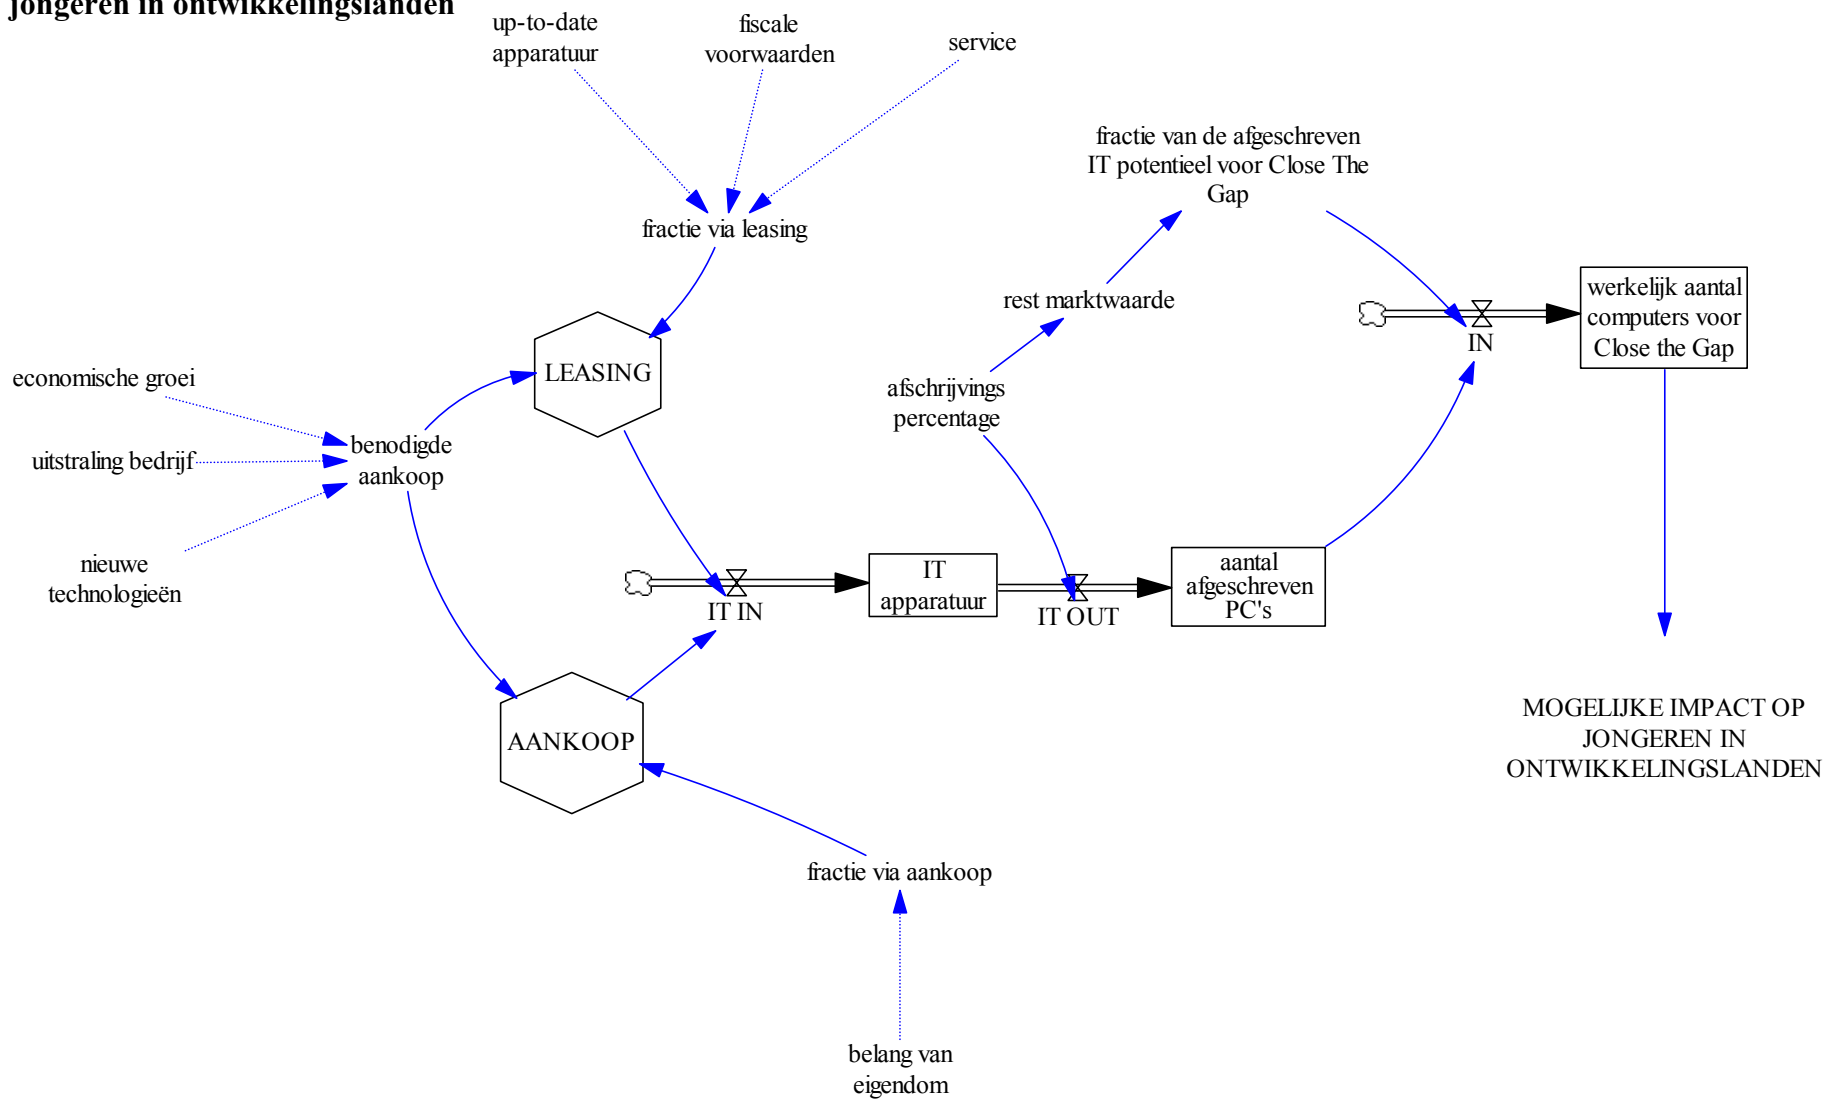 jongeren in ontwikkelingslanden
up-to-date
apparatuur
fiscale
voorwaarden
service
fractie van de afgeschreven
IT potentieel voor Close The
Gap
fractie via leasing
rest marktwaarde
werkelijk aantal
computers voor
Close the Gap
IN
LEASING
economische groei
afschrijvings
percentage
benodigde
aankoop
uitstraling bedrijf
nieuwe
technologieën
IT IN
IT
apparatuur
IT OUT
aantal
afgeschreven
PC's
AANKOOP
MOGELIJKE IMPACT OP
JONGEREN IN
ONTWIKKELINGSLANDEN
fractie via aankoop
belang van
eigendom